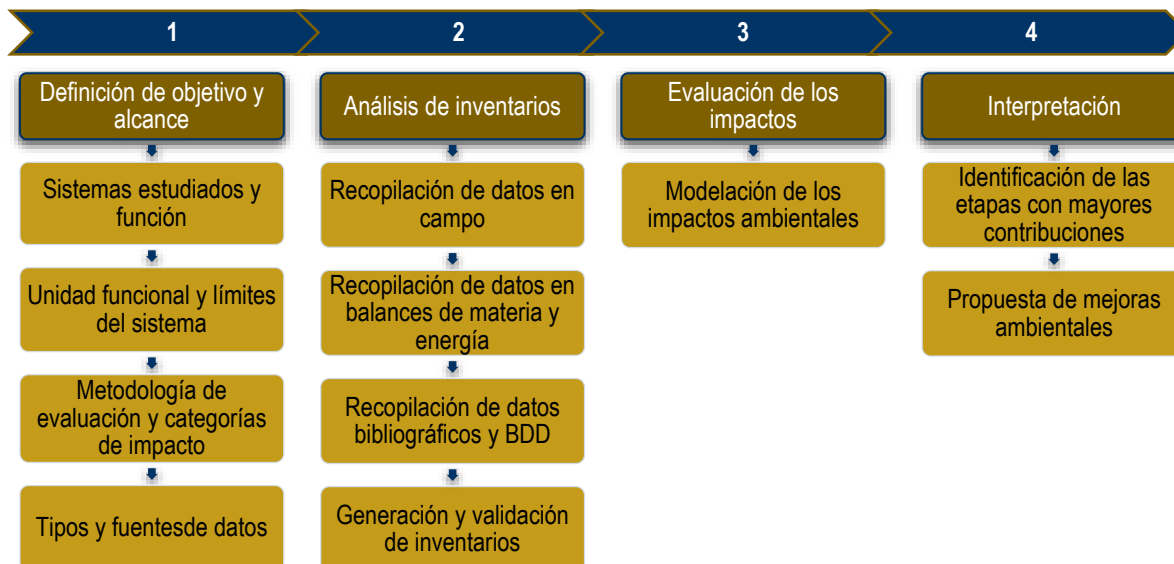 1
2
3
4
Definición de objetivo y
alcance
Sistemas estudiados y
función
Unidad funcional y límites
del sistema
Metodología de
evaluación y categorías
de impacto
Tipos y fuentesde datos
Análisis de inventarios
Recopilación de datos en
campo
Recopilación de datos en
balances de materia y
energía
Recopilación de datos
bibliográficos y BDD
Generación y validación
de inventarios
Evaluación de los
impactos
Modelación de los
impactos ambientales
Interpretación
Identificación de las
etapas con mayores
contribuciones
Propuesta de mejoras
ambientales